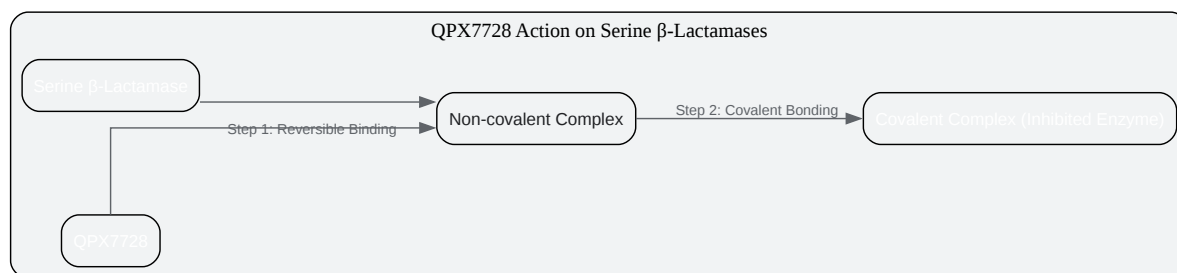 QPX7728 Action on Serine β-Lactamases
Serine β-Lactamase
Step 1: Reversible Binding
Non-covalent Complex
Step 2: Covalent Bonding
Covalent Complex (Inhibited Enzyme)
QPX7728